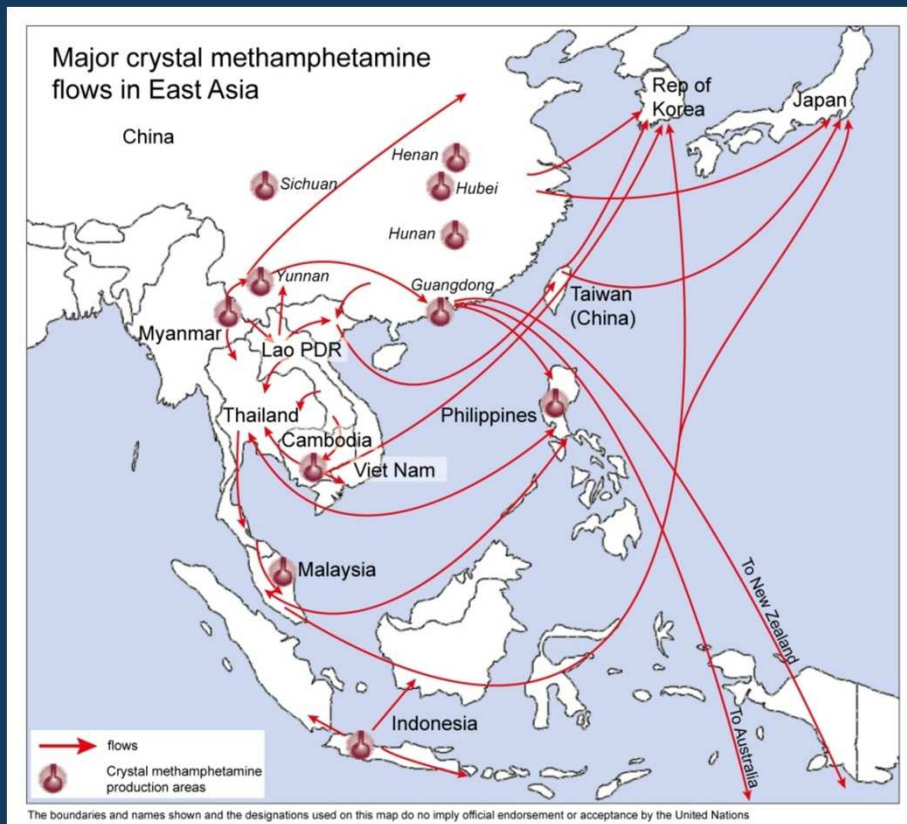 Major crystal methamphetamine
flows in East Asia
China
Rep of
Korea
Japan
Henan
Sichuan
Hubei
Hunan
Yunnan
Guangdong
Taiwan
(China)
Myanmar
Lao PDR
Thailand
Philippines
Cambodia
Viet Nam
Malaysia
To New Zealand
To Australia
Indonesia
flows
Crystal methamphetamine
production areas
The boundaries and names shown and the designations used on this map do no imply official endorsement or acceptance by the United Nations